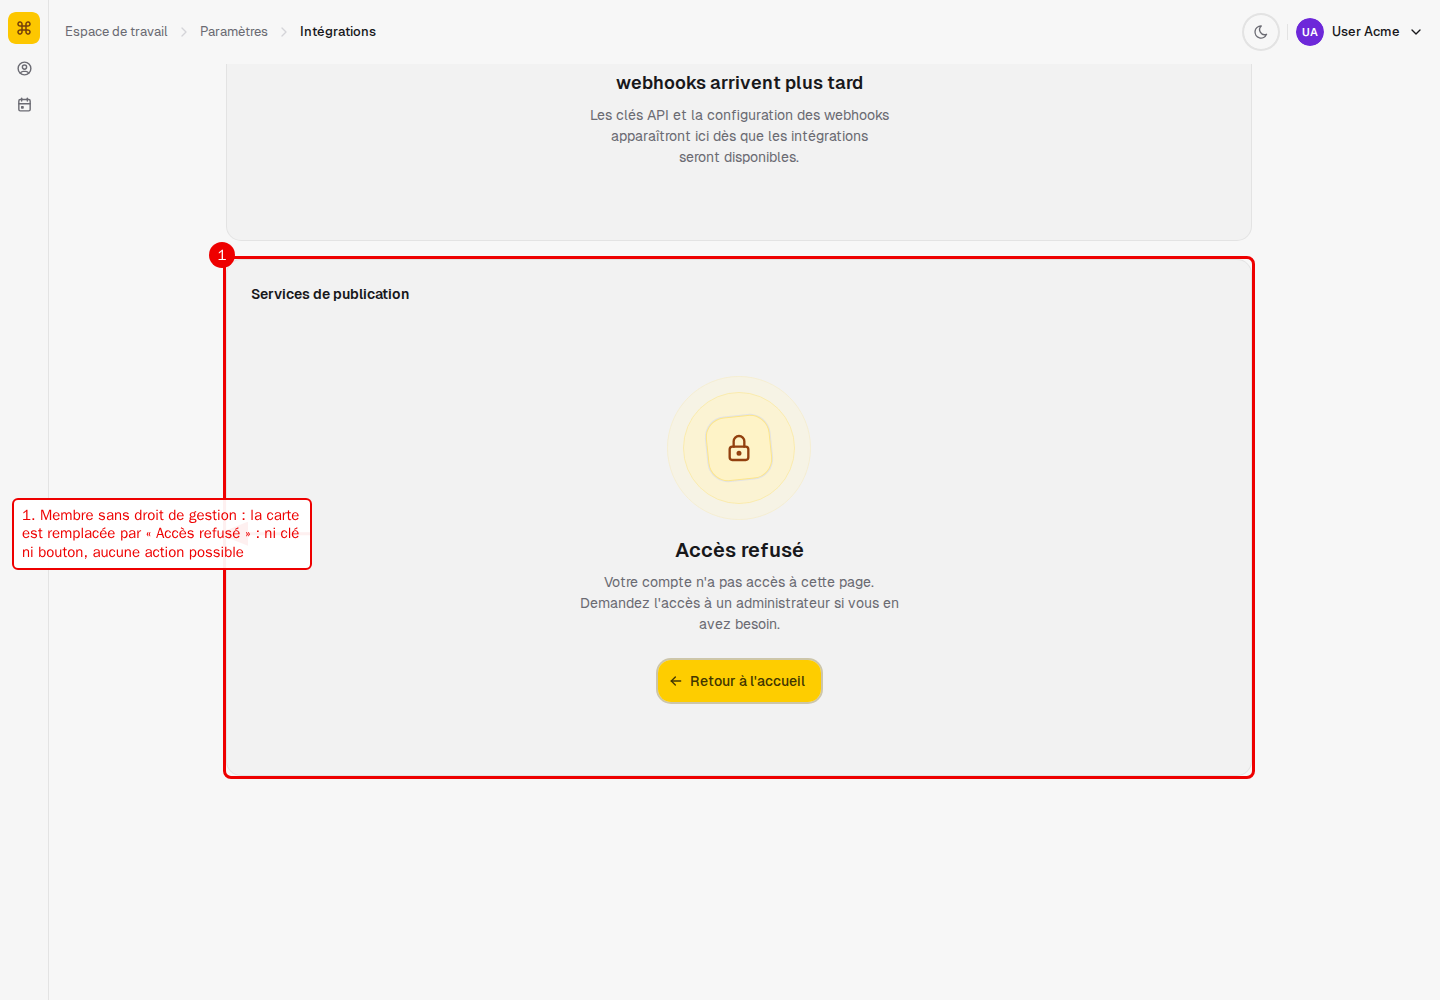 Espace de travail Paramètres Intégrations
UA User Acme
webhooks arrivent plus tard
Les clés API et la configuration des webhooks
apparaîtront ici dès que les intégrations
seront disponibles.
1
Services de publication
1. Membre sans droit de gestion : la carte
est remplacée par « Accès refusé » : ni clé
ni bouton, aucune action possible
Accès refusé
Votre compte n'a pas accès à cette page.
Demandez l'accès à un administrateur si vous en
avez besoin.
Retour à l'accueil